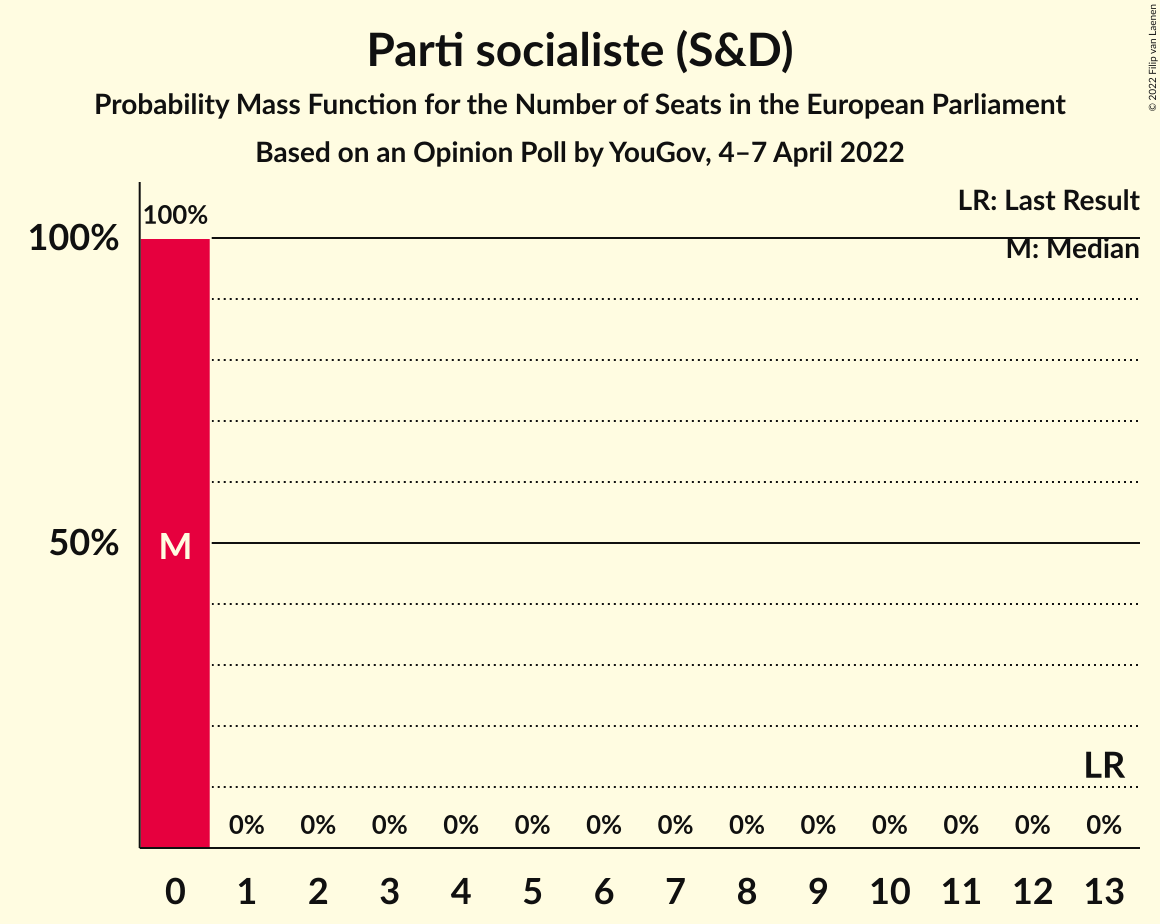 Parti socialiste (S&D)
Probability Mass Function for the Number of Seats in the European Parliament
Based on an Opinion Poll by YouGov, 4–7 April 2022
© 2022 Filip van Laenen
LR: Last Result
M: Median
100%
100%
50%
M
LR
0% 0% 0% 0% 0% 0% 0% 0% 0% 0% 0% 0% 0%
0 1 2 3 4 5 6 7 8 9 10 11 12 13